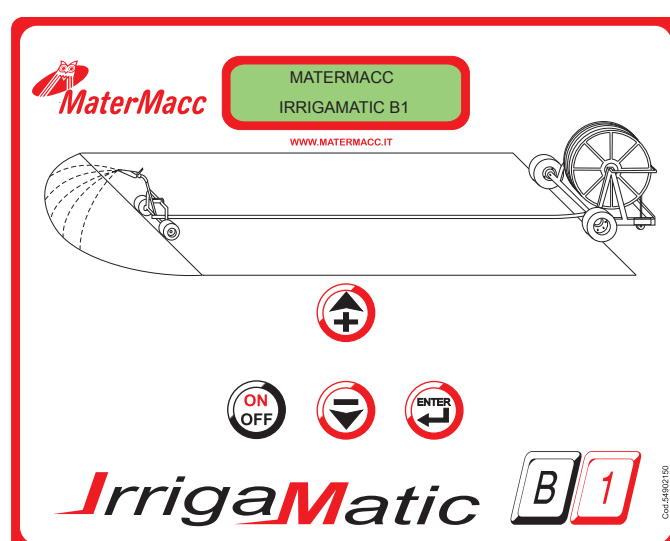 MaterMacc
MATERMACC
IRRIGAMATIC B1
WWW.MATERMACC.IT
+
ON
OFF
−
ENTER
IrrigaMatic
B 1
Cod.54902150